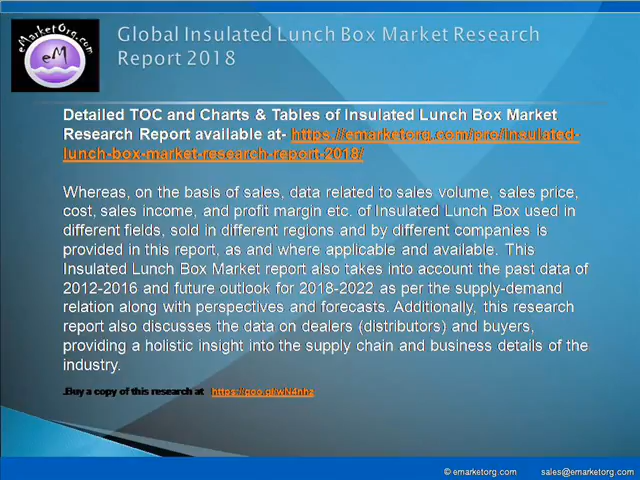 eMarketOrg.com
eM
Global Insulated Lunch Box Market Research
Report 2018
Detailed TOC and Charts & Tables of Insulated Lunch Box Market
Research Report available at- https://emarketorg.com/pro/insulated-
lunch-box-market-research-report-2018/
Whereas, on the basis of sales, data related to sales volume, sales price,
cost, sales income, and profit margin etc. of Insulated Lunch Box used in
different fields, sold in different regions and by different companies is
provided in this report, as and where applicable and available. This
Insulated Lunch Box Market report also takes into account the past data of
2012-2016 and future outlook for 2018-2022 as per the supply-demand
relation along with perspectives and forecasts. Additionally, this research
report also discusses the data on dealers (distributors) and buyers,
providing a holistic insight into the supply chain and business details of the
industry.
.Buy a copy of this research at https://goo.gl/wN4nhz
© emarketorg.com sales@emarketorg.com